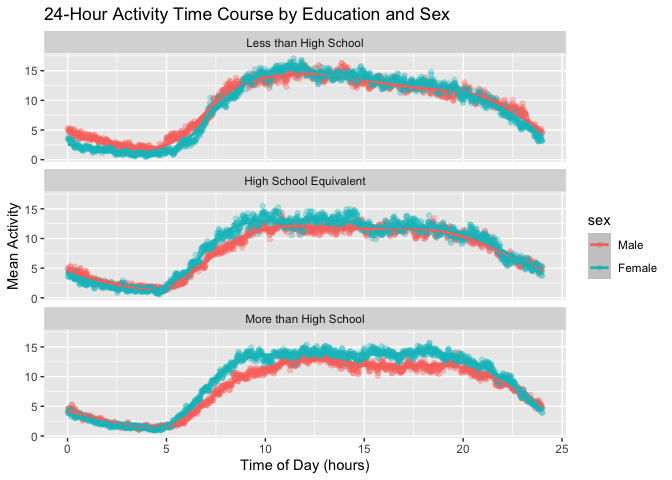 24-Hour Activity Time Course by Education and Sex
Less than High School
15
10
5
0
High School Equivalent
15
10
5
0
More than High School
15
10
5
0
0 5 10 15 20 25
Time of Day (hours)
Mean Activity
sex
Male
Female